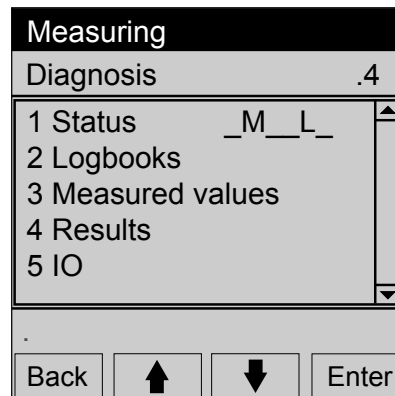 Measuring
Diagnosis .4
1 Status _M__L_
2 Logbooks
3 Measured values
4 Results
5 IO
.
Back Enter